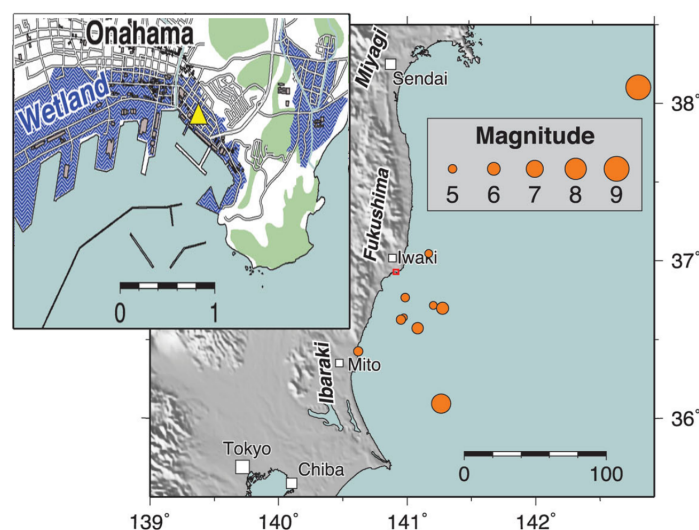 Onahama
Wetland
0 1
Miyagi
Sendai
Magnitude
5 6 7 8 9
Fukushima
Iwaki
Mito
Ibaraki
Tokyo
Chiba
0 100
38°
37°
36°
139° 140° 141° 142°